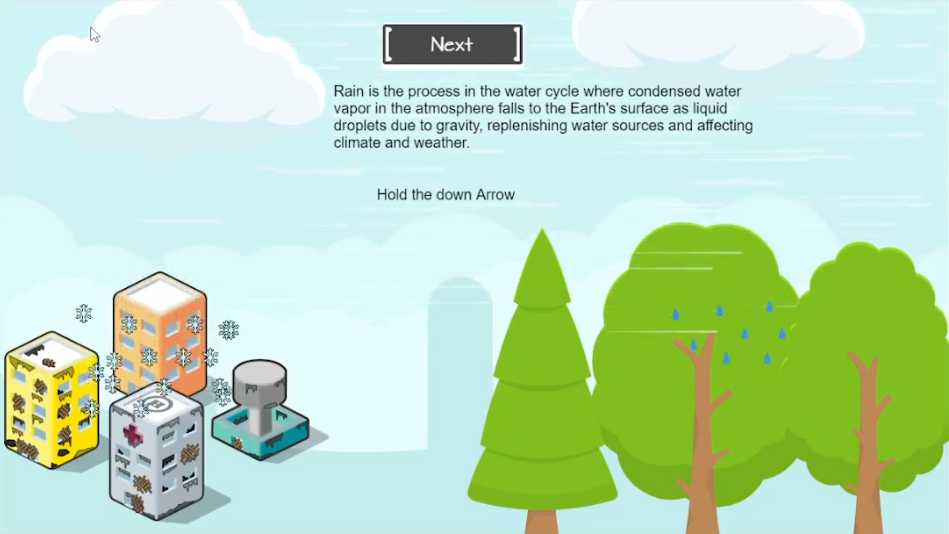 Next
Rain is the process in the water cycle where condensed water
vapor in the atmosphere falls to the Earth's surface as liquid
droplets due to gravity, replenishing water sources and affecting
climate and weather.
Hold the down Arrow